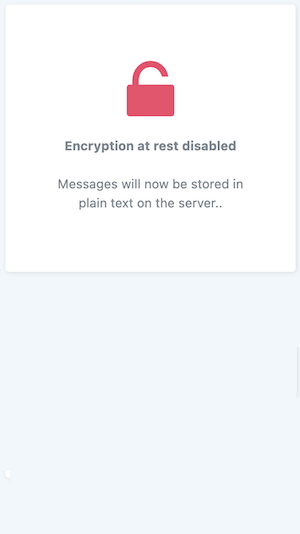 Encryption at rest disabled
Messages will now be stored in
plain text on the server..